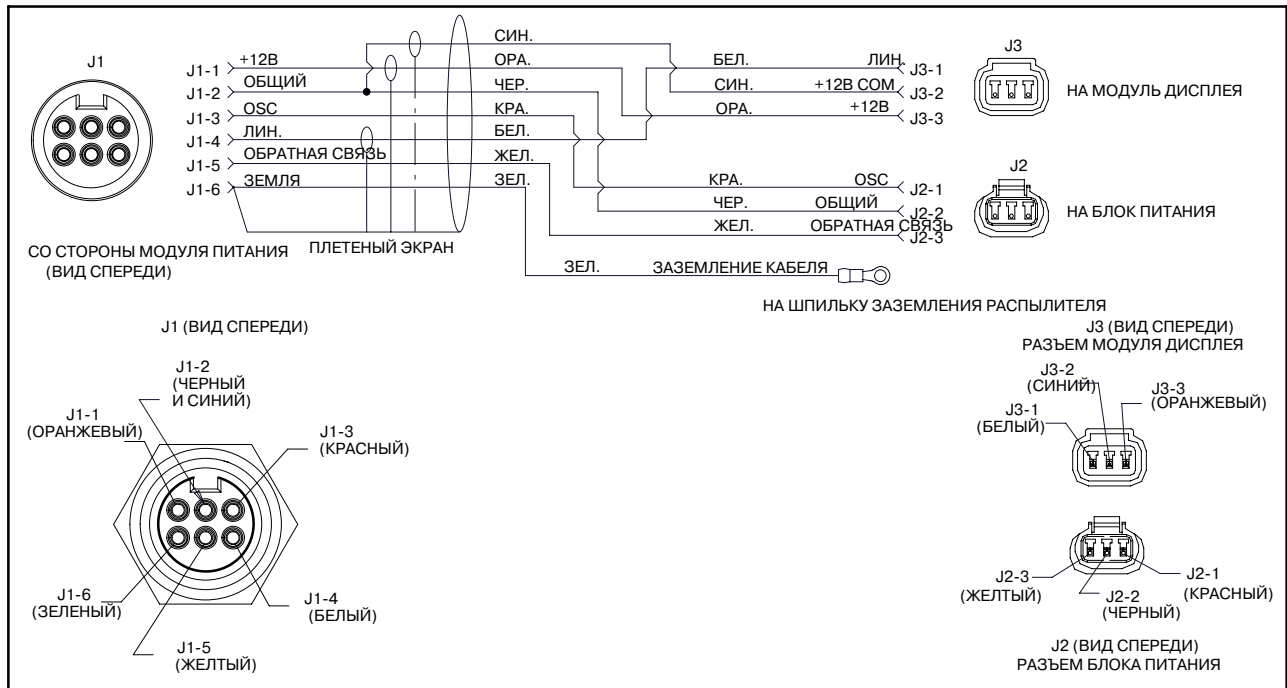 J1
J1-1
J1-2
J1-3
J1-4
J1-5
J1-6
+12В
ОБЩИЙ
OSC
ЛИН.
ОБРАТНАЯ СВЯЗЬ
ЗЕМЛЯ
СИН.
ОРА.
ЧЕР.
КРА.
БЕЛ.
ЖЕЛ.
ЗЕЛ.
БЕЛ. ЛИН. J3-1
СИН. +12В COM J3-2
ОРА. +12В J3-3
J3
НА МОДУЛЬ ДИСПЛЕЯ
КРА. OSC J2-1
ЧЕР. ОБЩИЙ J2-2
ЖЕЛ. ОБРАТНАЯ СВЯЗЬ J2-3
J2
НА БЛОК ПИТАНИЯ
СО СТОРОНЫ МОДУЛЯ ПИТАНИЯ
(ВИД СПЕРЕДИ)
ПЛЕТЕНЫЙ ЭКРАН
ЗЕЛ. ЗАЗЕМЛЕНИЕ КАБЕЛЯ
НА ШПИЛЬКУ ЗАЗЕМЛЕНИЯ РАСПЫЛИТЕЛЯ
J1 (ВИД СПЕРЕДИ)
J1-2
(ЧЕРНЫЙ
И СИНИЙ)
J1-1
(ОРАНЖЕВЫЙ)
J1-3
(КРАСНЫЙ)
J1-6
(ЗЕЛЕНЫЙ)
J1-4
(БЕЛЫЙ)
J1-5
(ЖЕЛТЫЙ)
J3 (ВИД СПЕРЕДИ)
РАЗЪЕМ МОДУЛЯ ДИСПЛЕЯ
J3-2
(СИНИЙ)
J3-3
(ОРАНЖЕВЫЙ)
J3-1
(БЕЛЫЙ)
J2-3
(ЖЕЛТЫЙ)
J2-2
(ЧЕРНЫЙ)
J2-1
(КРАСНЫЙ)
J2 (ВИД СПЕРЕДИ)
РАЗЪЕМ БЛОКА ПИТАНИЯ